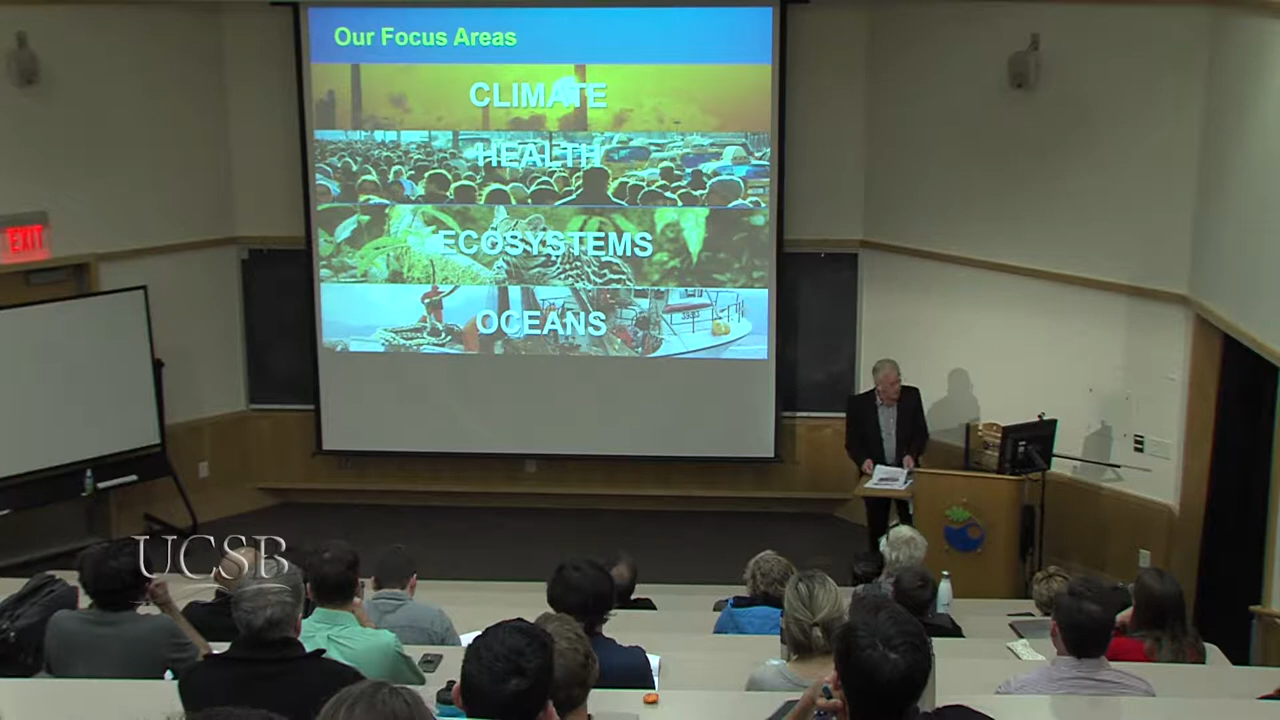 Our Focus Areas
CLIMATE
HEALTH
ECOSYSTEMS
OCEANS
EXIT
UCSB